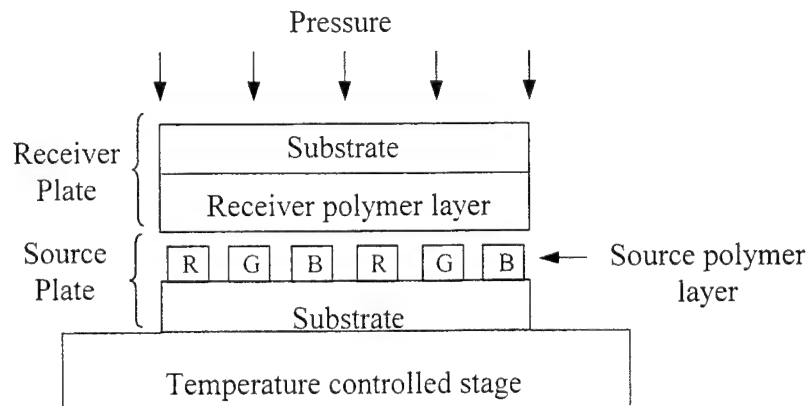 Pressure
Receiver
Plate
Substrate
Receiver polymer layer
Source
Plate
R G B R G B
Source polymer
layer
Substrate
Temperature controlled stage